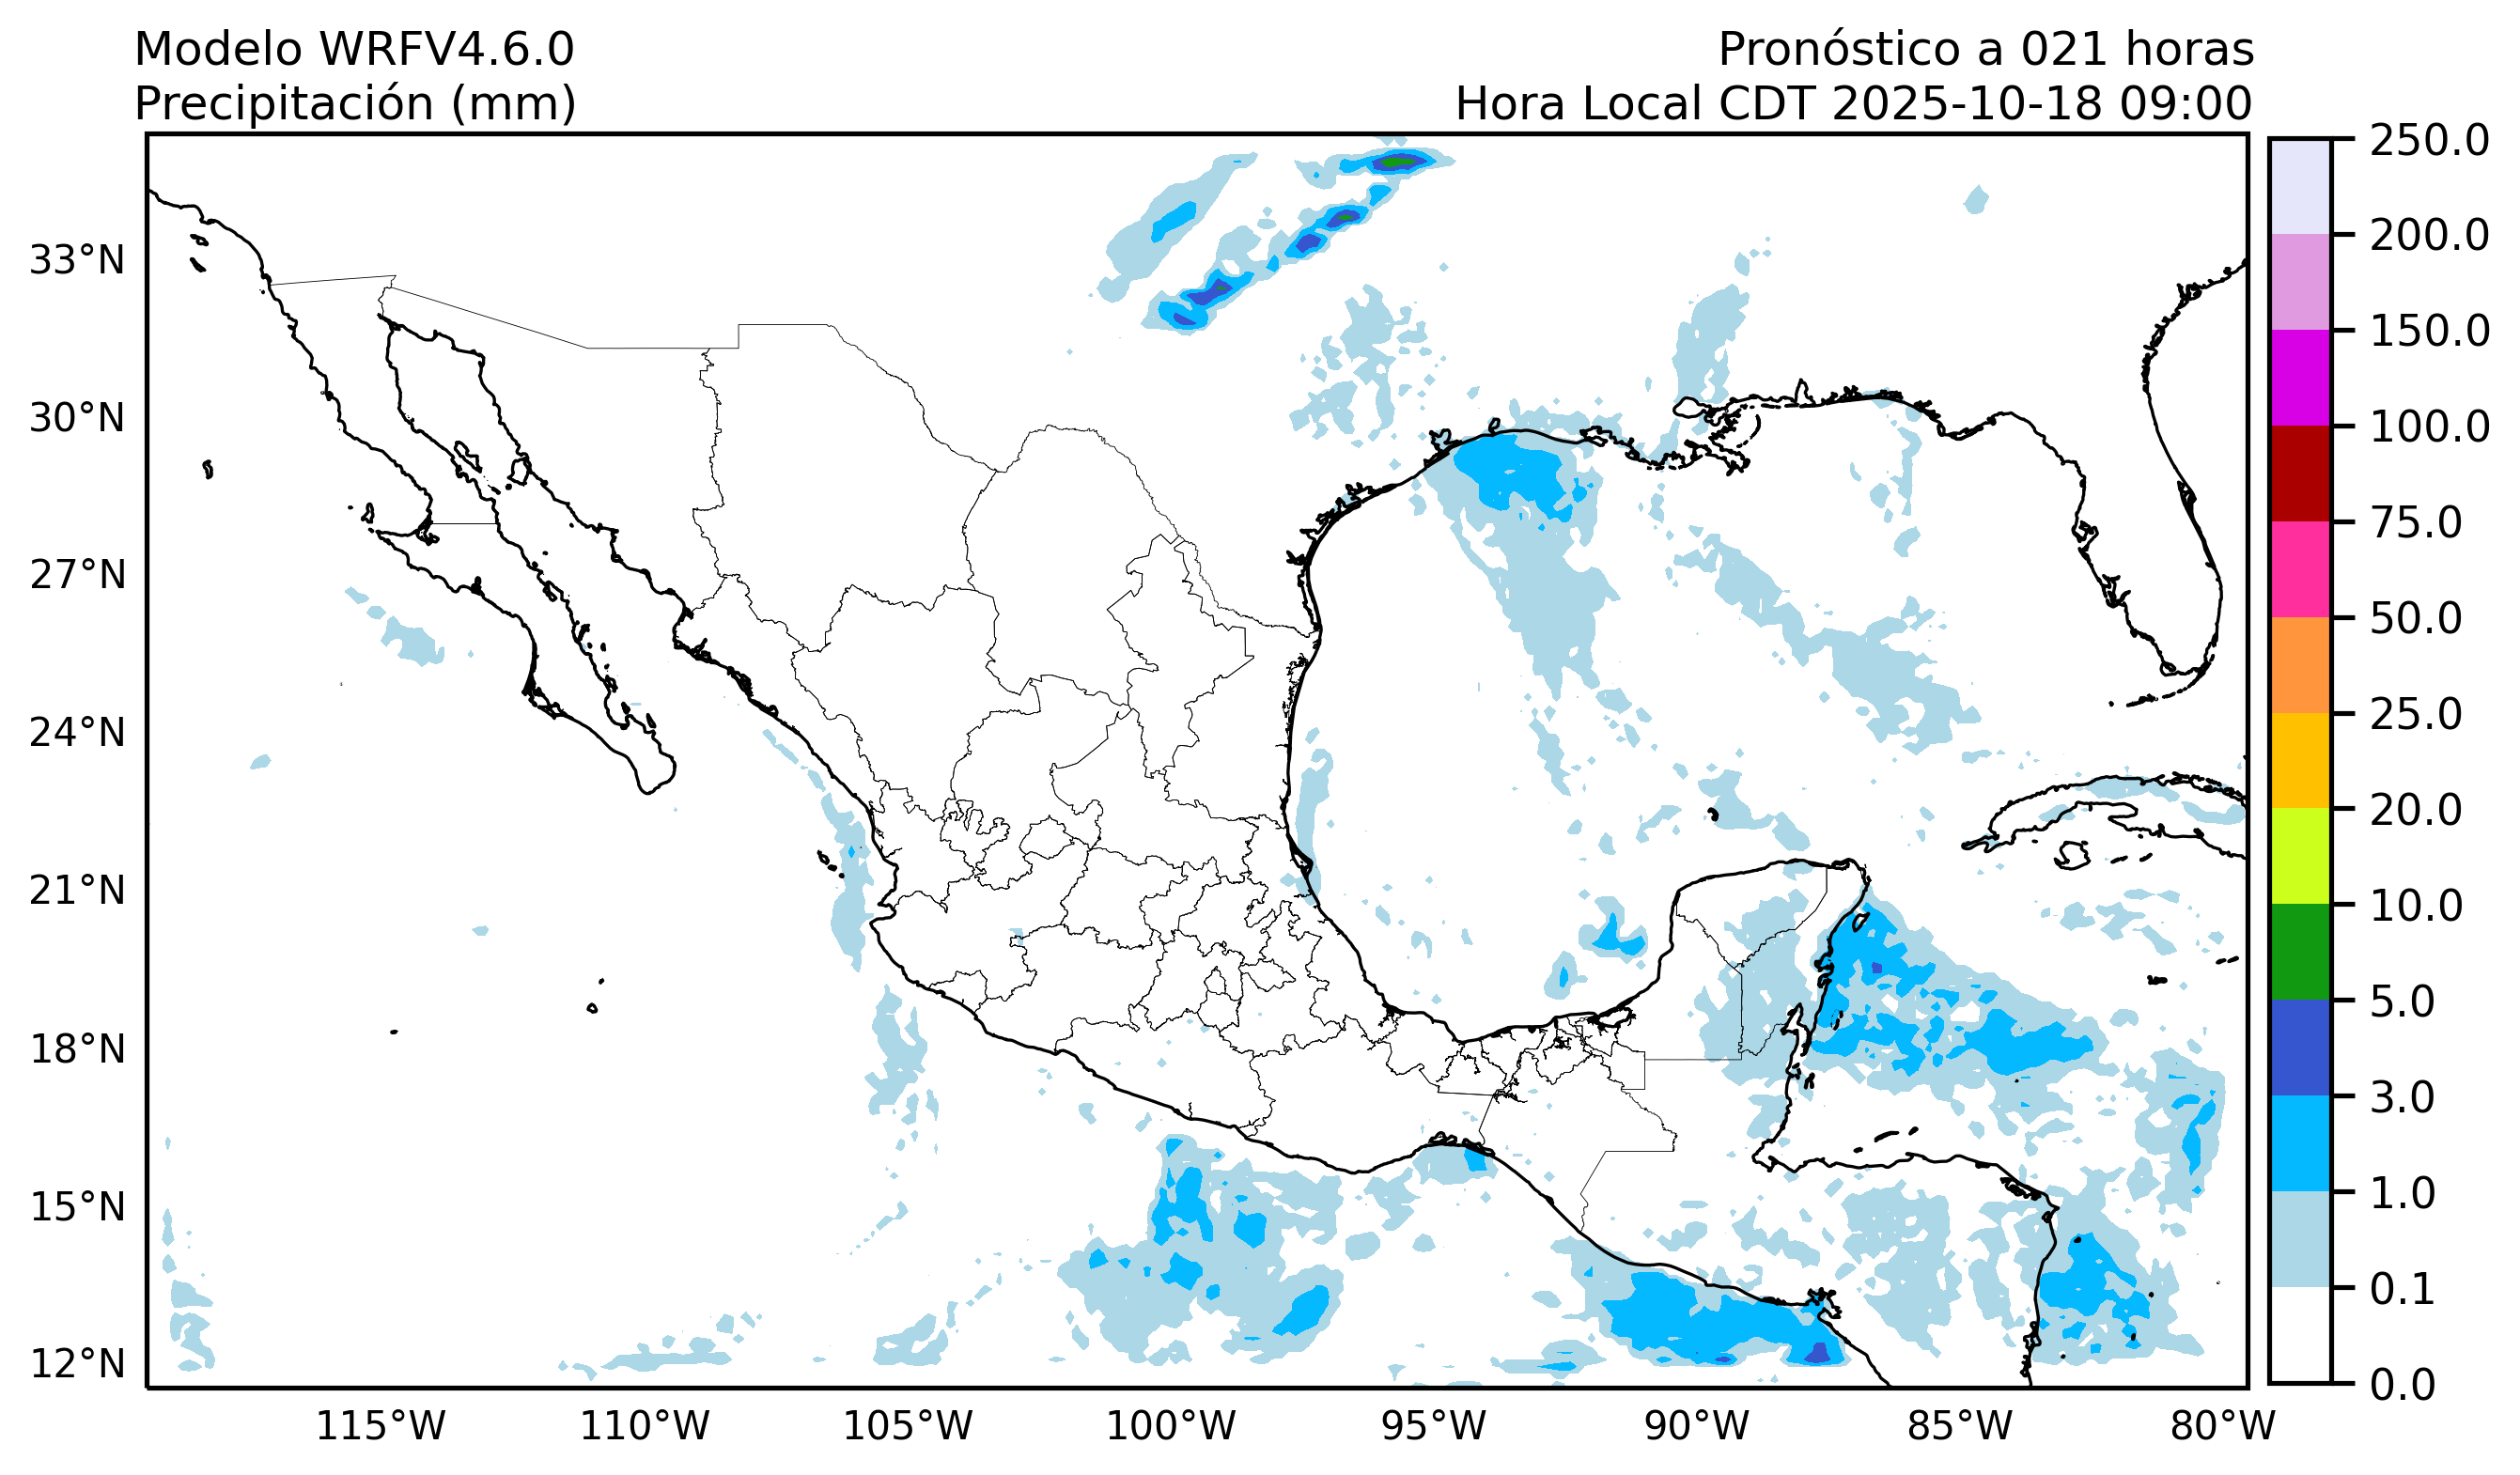 Modelo WRFV4.6.0
Precipitación (mm)
Pronóstico a 021 horas
Hora Local CDT 2025-10-18 09:00
33°N
30°N
27°N
24°N
21°N
18°N
15°N
12°N
115°W
110°W
105°W
100°W
95°W
90°W
85°W
80°W
250.0
200.0
150.0
100.0
75.0
50.0
25.0
20.0
10.0
5.0
3.0
1.0
0.1
0.0